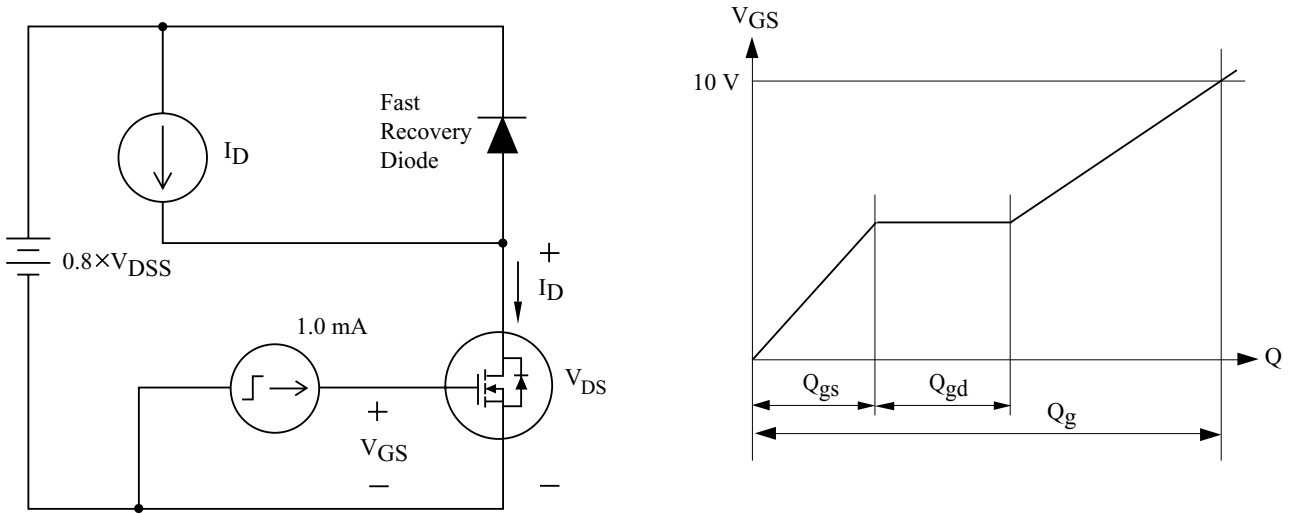 Fast
Recovery
Diode
I_D
0.8×V_DSS
+
I_D
1.0 mA
V_DS
+
V_GS
−
−
V_GS
10 V
Q
Q_gs
Q_gd
Q_g